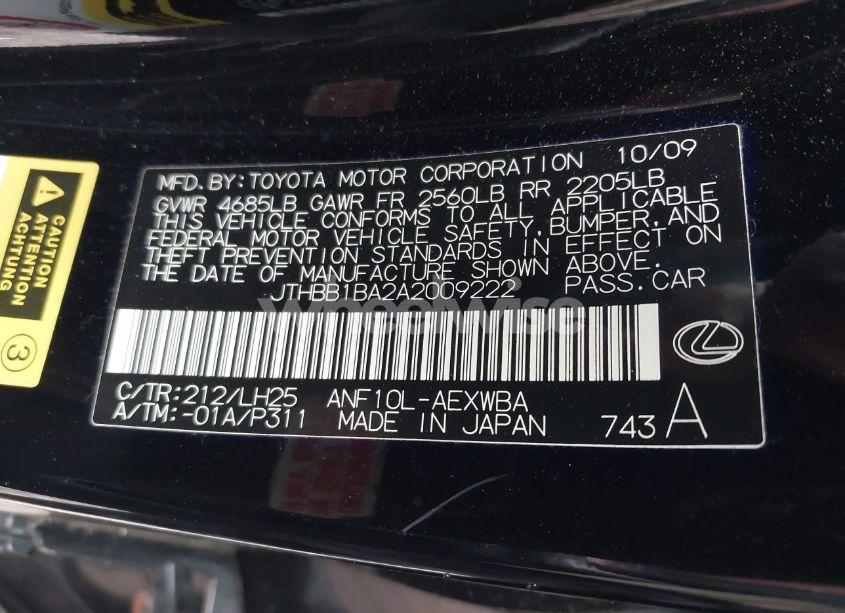 MFD. BY: TOYOTA MOTOR CORPORATION 10/09
GVWR 4685LB GAWR FR 2560LB RR 2205LB
THIS VEHICLE CONFORMS TO ALL APPLICABLE
FEDERAL MOTOR VEHICLE SAFETY, BUMPER, AND
THEFT PREVENTION STANDARDS IN EFFECT ON
THE DATE OF MANUFACTURE SHOWN ABOVE.
JTHBB1BA2A2009222 PASS.CAR
WheelWise
C/TR:212/LH25 ANF10L-AEXWBA
A/TM:-01A/P311 MADE IN JAPAN 743 A
CAUTION
ATTENTION
ACHTUNG
3